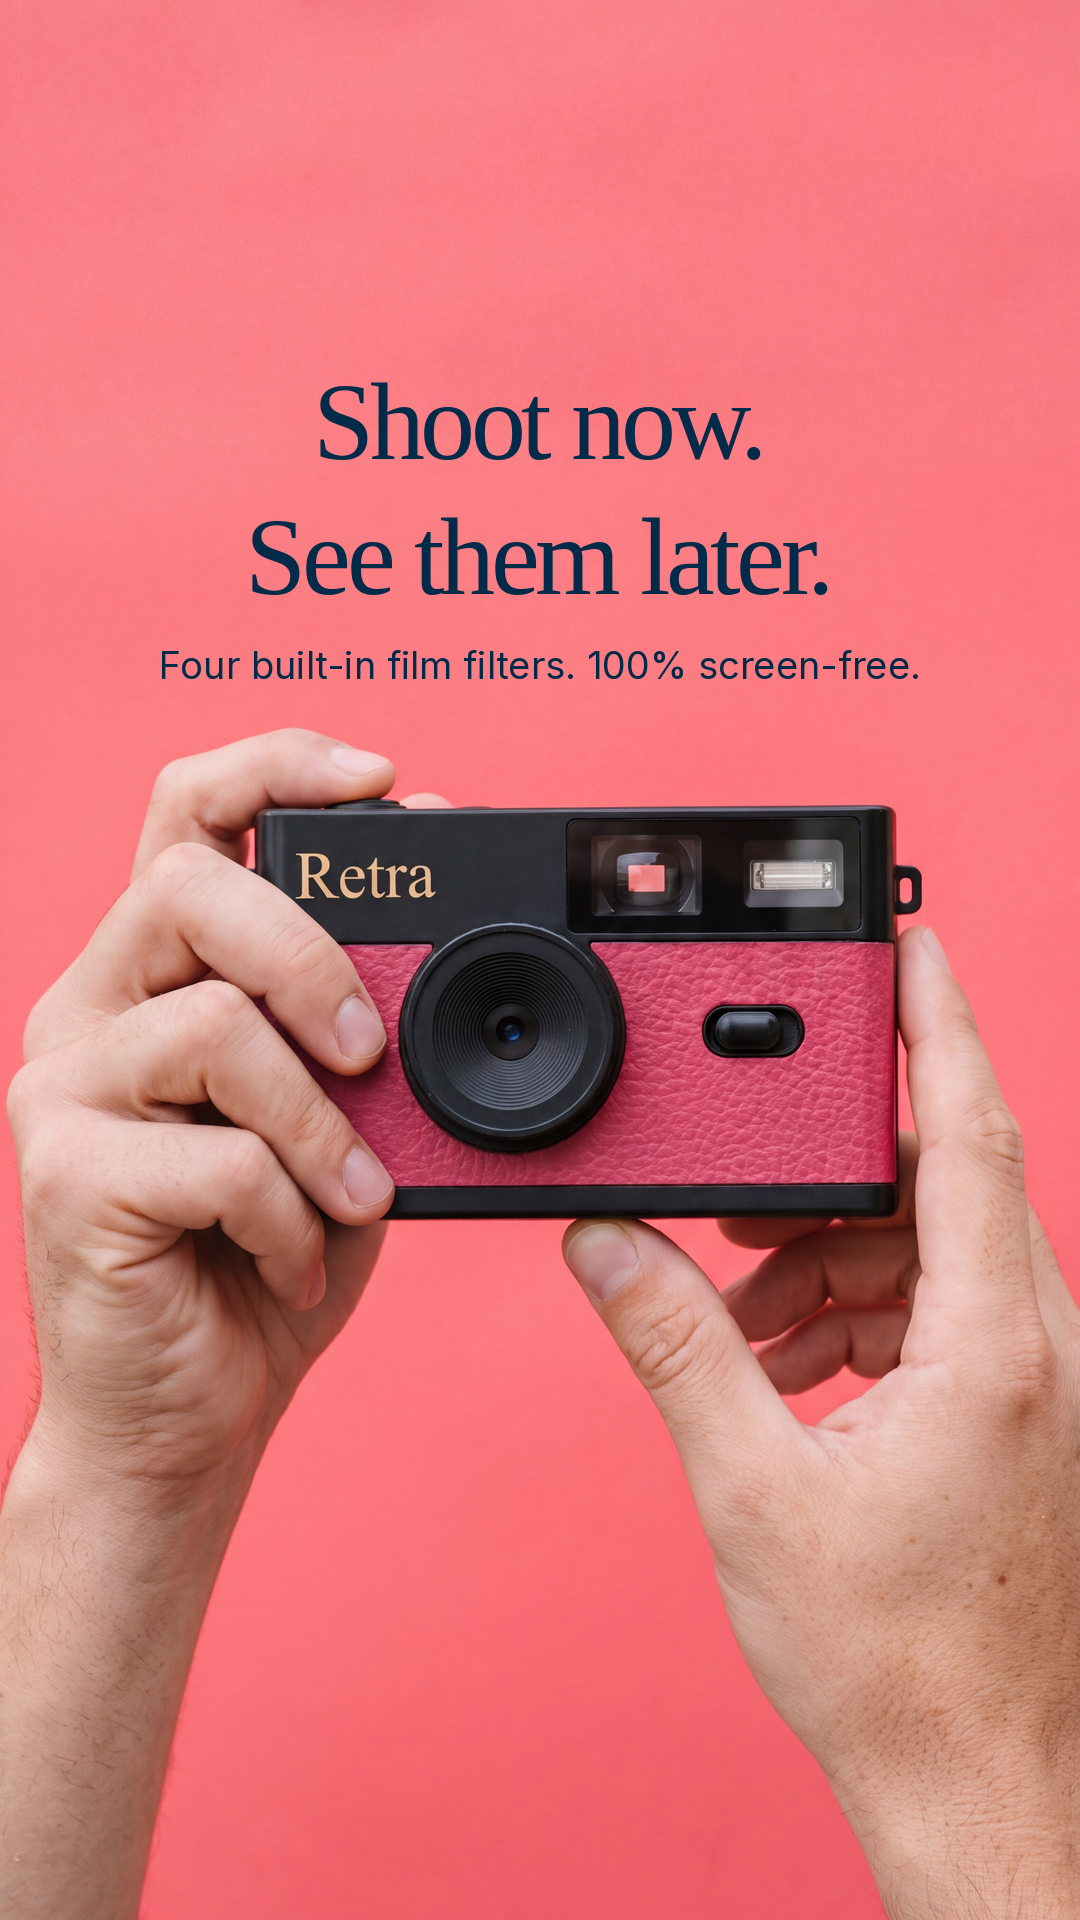 Shoot now.
See them later.
Four built-in film filters. 100% screen-free.
Retra